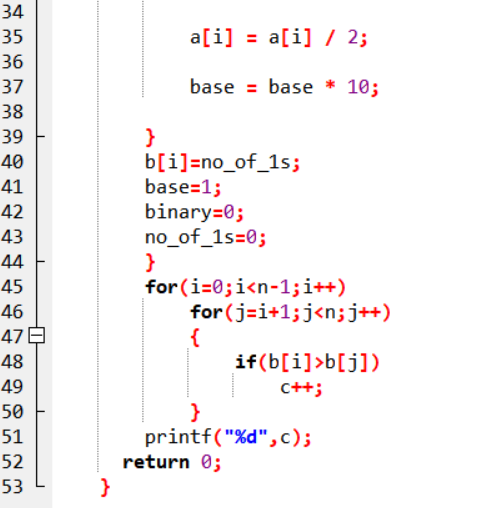 34
35 a[i] = a[i] / 2;
36
37 base = base * 10;
38
39 }
40 b[i]=no_of_1s;
41 base=1;
42 binary=0;
43 no_of_1s=0;
44 }
45 for(i=0;i<n-1;i++)
46 for(j=i+1;j<n;j++)
47 {
48 if(b[i]>b[j])
49 c++;
50 }
51 printf("%d",c);
52 return 0;
53 }